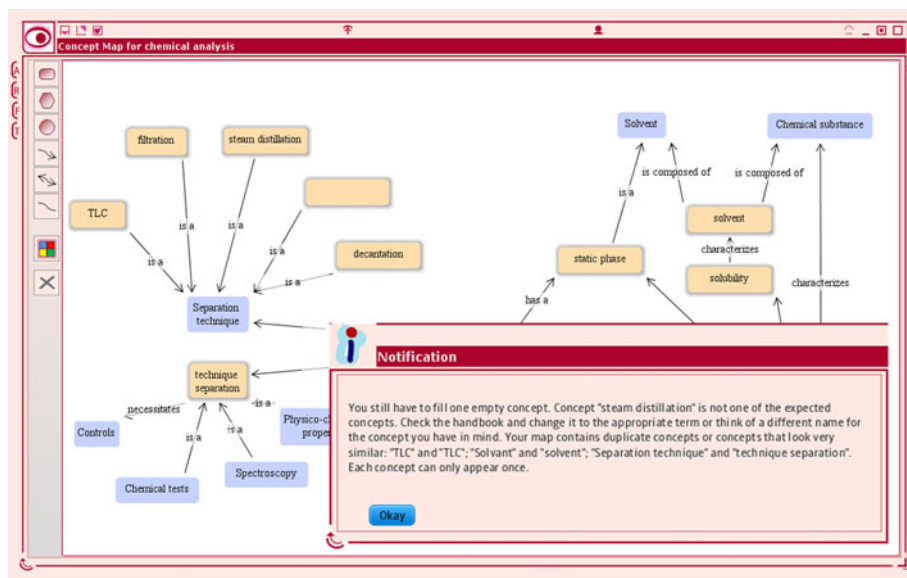 Concept Map for chemical analysis
A
R
F
T
Solvent
Chemical substance
filtration
steam distillation
is composed of
is composed of
is a
TLC
solvent
is a
is a
is a
decantation
characterizes
static phase
is a
is a
solubility
characterizes
has a
Separation
technique
Notification
technique
separation
necessitates
is a
Controls
Physico-ch
prope
is a
is a
Spectroscopy
Chemical tests
You still have to fill one empty concept. Concept "steam distillation" is not one of the expected
concepts. Check the handbook and change it to the appropriate term or think of a different name for
the concept you have in mind. Your map contains duplicate concepts or concepts that look very
similar: "TLC" and "TLC"; "Solvant" and "solvent"; "Separation technique" and "technique separation".
Each concept can only appear once.
Okay